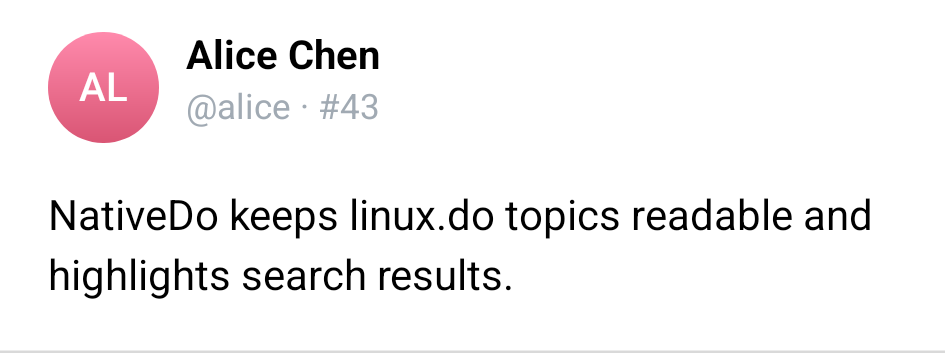 AL
Alice Chen
@alice · #43
NativeDo keeps linux.do topics readable and
highlights search results.